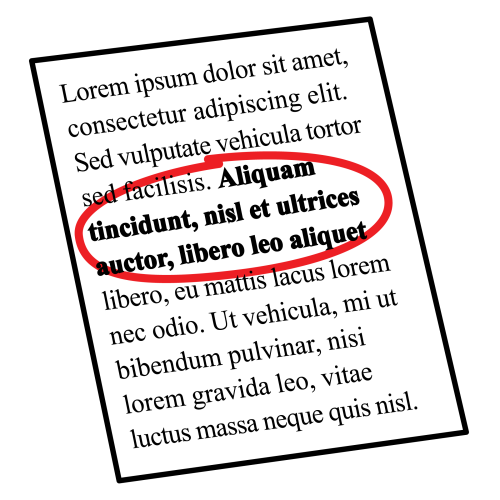 Lorem ipsum dolor sit amet,
consectetur adipiscing elit.
Sed vulputate vehicula tortor
sed facilisis. Aliquam
tincidunt, nisl et ultrices
auctor, libero leo aliquet
libero, eu mattis lacus lorem
nec odio. Ut vehicula, mi ut
bibendum pulvinar, nisi
lorem gravida leo, vitae
luctus massa neque quis nisl.